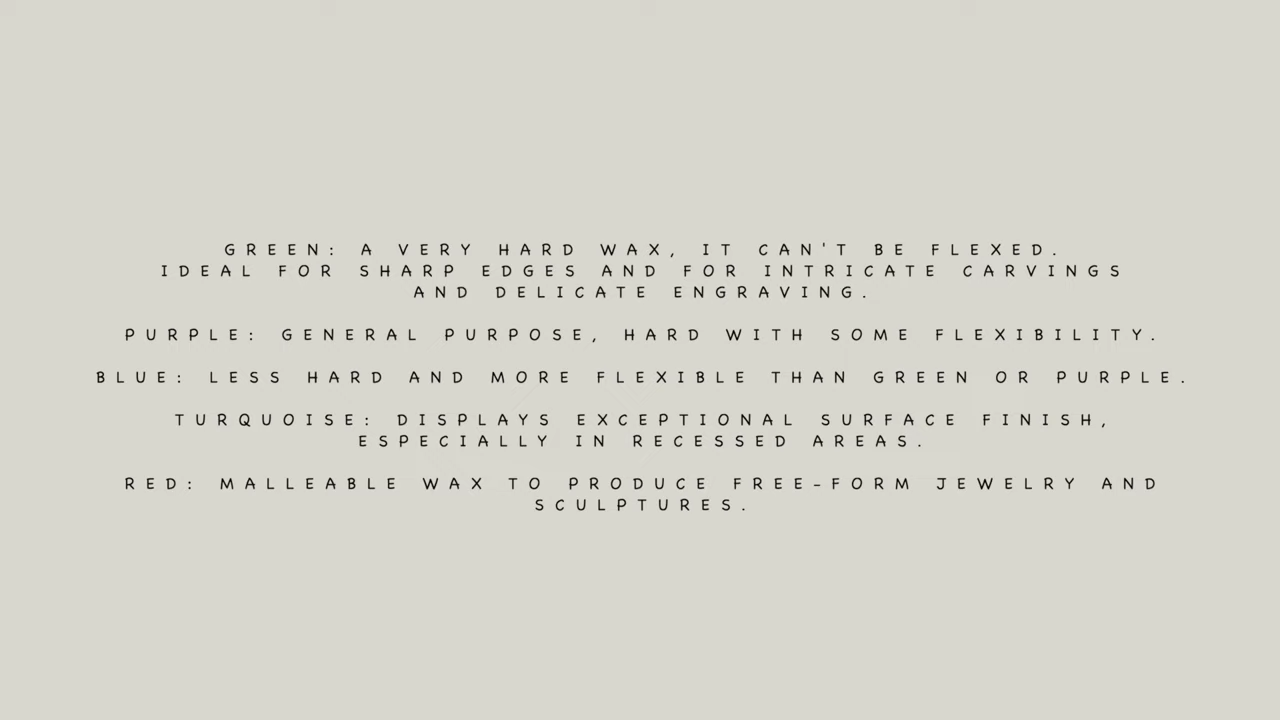 GREEN: A VERY HARD WAX, IT CAN'T BE FLEXED.
IDEAL FOR SHARP EDGES AND FOR INTRICATE CARVINGS
AND DELICATE ENGRAVING.
PURPLE: GENERAL PURPOSE, HARD WITH SOME FLEXIBILITY.
BLUE: LESS HARD AND MORE FLEXIBLE THAN GREEN OR PURPLE.
TURQUOISE: DISPLAYS EXCEPTIONAL SURFACE FINISH,
ESPECIALLY IN RECESSED AREAS.
RED: MALLEABLE WAX TO PRODUCE FREE-FORM JEWELRY AND
SCULPTURES.